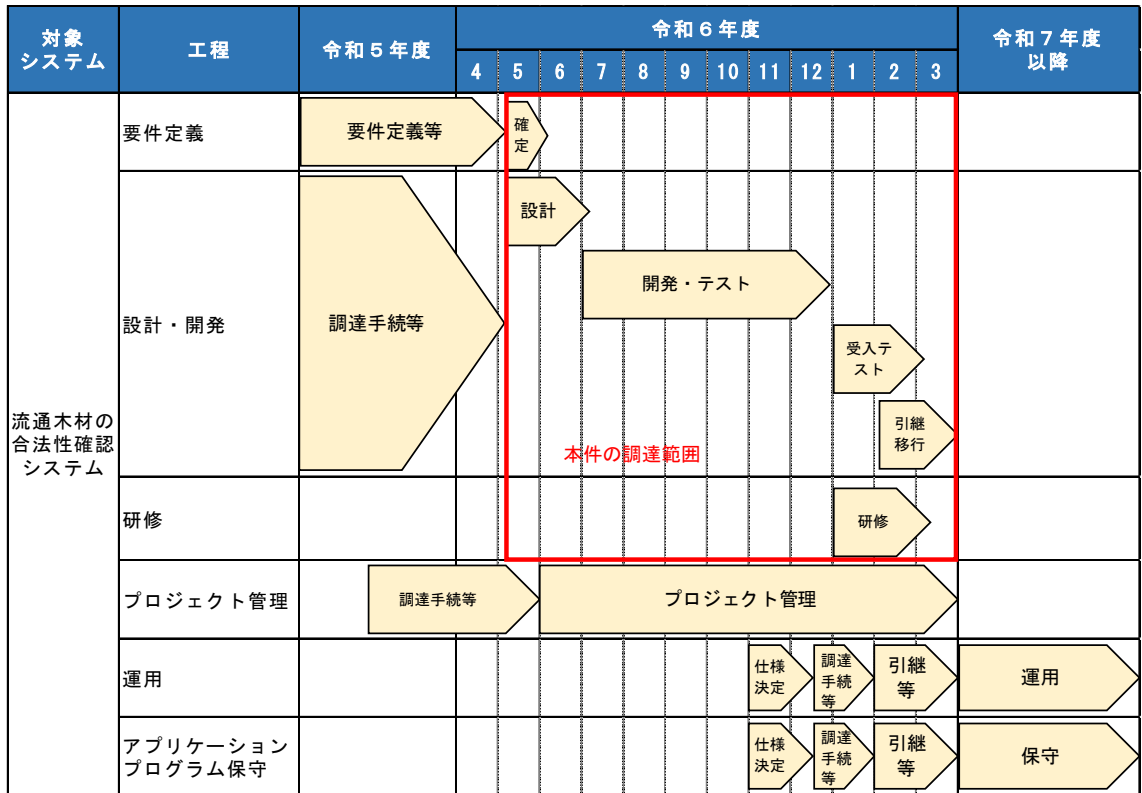 対象
システム
工程
令和５年度
令和６年度
4 5 6 7 8 9 10 11 12 1 2 3
令和７年度
以降
流通木材の
合法性確認
システム
要件定義
要件定義等
確
定
設計・開発
調達手続等
設計
開発・テスト
受入テ
スト
引継
移行
本件の調達範囲
研修
研修
プロジェクト管理
調達手続等
プロジェクト管理
運用
仕様
決定
調達
手続
等
引継
等
運用
アプリケーション
プログラム保守
仕様
決定
調達
手続
等
引継
等
保守